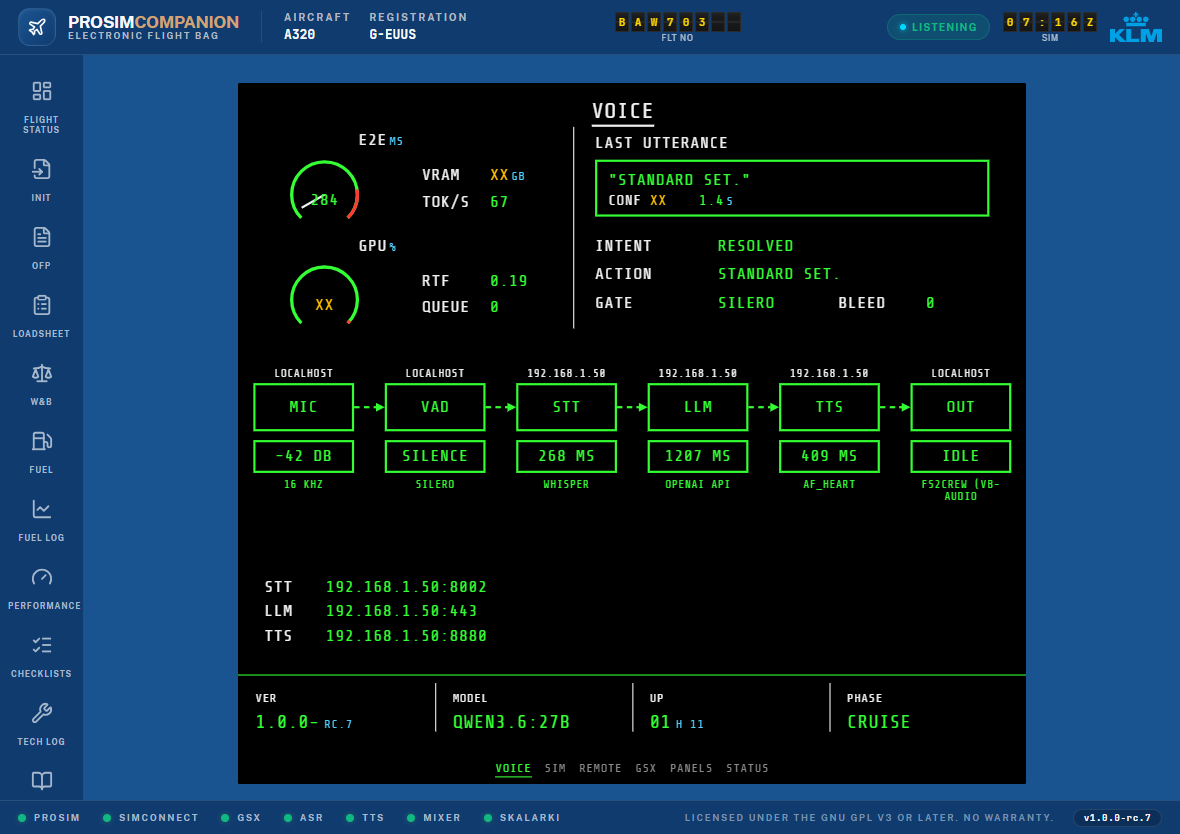 PROSIMCOMPANION
ELECTRONIC FLIGHT BAG
AIRCRAFT
A320
REGISTRATION
G-EUUS
BAW703
FLT NO
LISTENING
07:16Z
SIM
KLM
FLIGHT STATUS
INIT
OFP
LOADSHEET
W&B
FUEL
FUEL LOG
PERFORMANCE
CHECKLISTS
TECH LOG
VOICE
E2E MS
284
VRAM XX GB
TOK/S 67
GPU %
XX
RTF 0.19
QUEUE 0
LAST UTTERANCE
"STANDARD SET."
CONF XX 1.4 S
INTENT RESOLVED
ACTION STANDARD SET.
GATE SILERO BLEED 0
LOCALHOST LOCALHOST 192.168.1.50 192.168.1.50 192.168.1.50 LOCALHOST
MIC VAD STT LLM TTS OUT
-42 DB SILENCE 268 MS 1207 MS 409 MS IDLE
16 KHZ SILERO WHISPER OPENAI API AF_HEART FS2CREW (VB-
AUDIO
STT 192.168.1.50:8002
LLM 192.168.1.50:443
TTS 192.168.1.50:8880
VER MODEL UP PHASE
1.0.0- RC.7 QWEN3.6:27B 01 H 11 CRUISE
VOICE SIM REMOTE GSX PANELS STATUS
PROSIM SIMCONNECT GSX ASR TTS MIXER SKALARKI LICENSED UNDER THE GNU GPL V3 OR LATER. NO WARRANTY. v1.0.0-rc.7